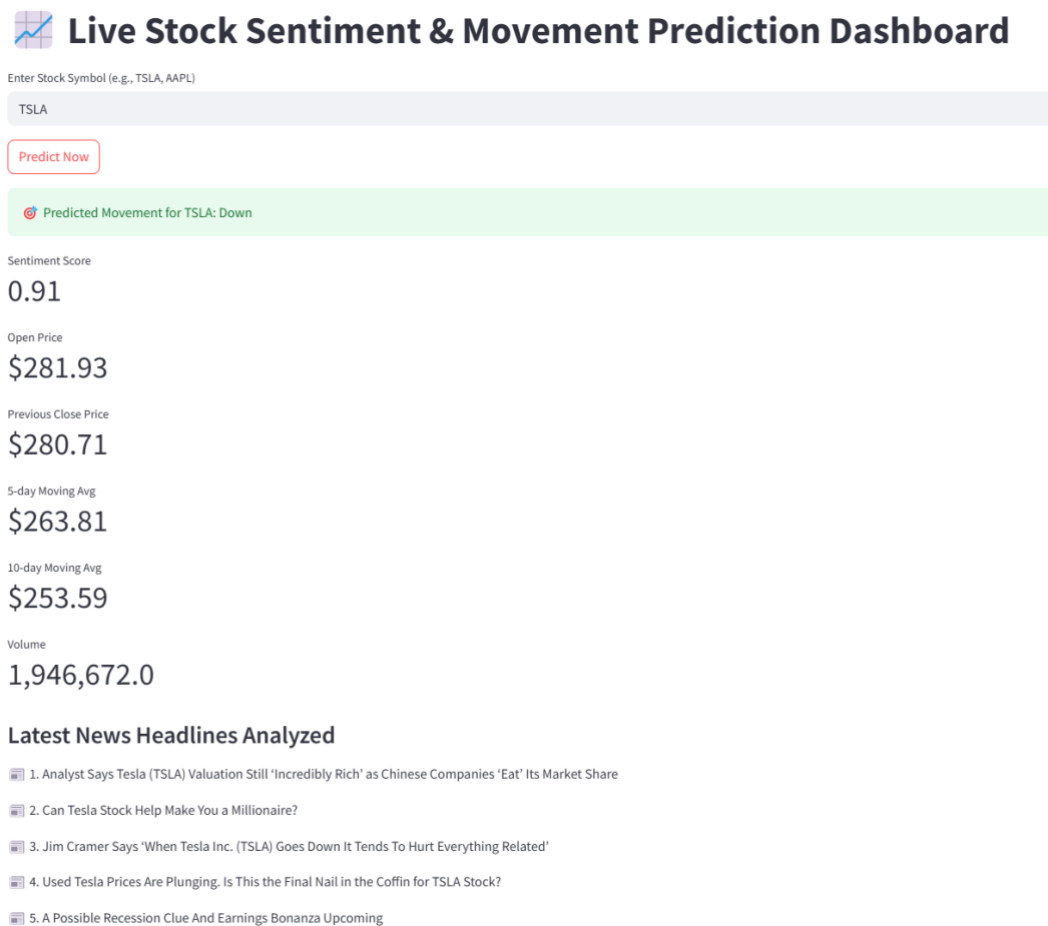 Live Stock Sentiment & Movement Prediction Dashboard
Enter Stock Symbol (e.g., TSLA, AAPL)
TSLA
Predict Now
Predicted Movement for TSLA: Down
Sentiment Score
0.91
Open Price
$281.93
Previous Close Price
$280.71
5-day Moving Avg
$263.81
10-day Moving Avg
$253.59
Volume
1,946,672.0
Latest News Headlines Analyzed
1. Analyst Says Tesla (TSLA) Valuation Still ‘Incredibly Rich’ as Chinese Companies ‘Eat’ Its Market Share
2. Can Tesla Stock Help Make You a Millionaire?
3. Jim Cramer Says ‘When Tesla Inc. (TSLA) Goes Down It Tends To Hurt Everything Related’
4. Used Tesla Prices Are Plunging. Is This the Final Nail in the Coffin for TSLA Stock?
5. A Possible Recession Clue And Earnings Bonanza Upcoming